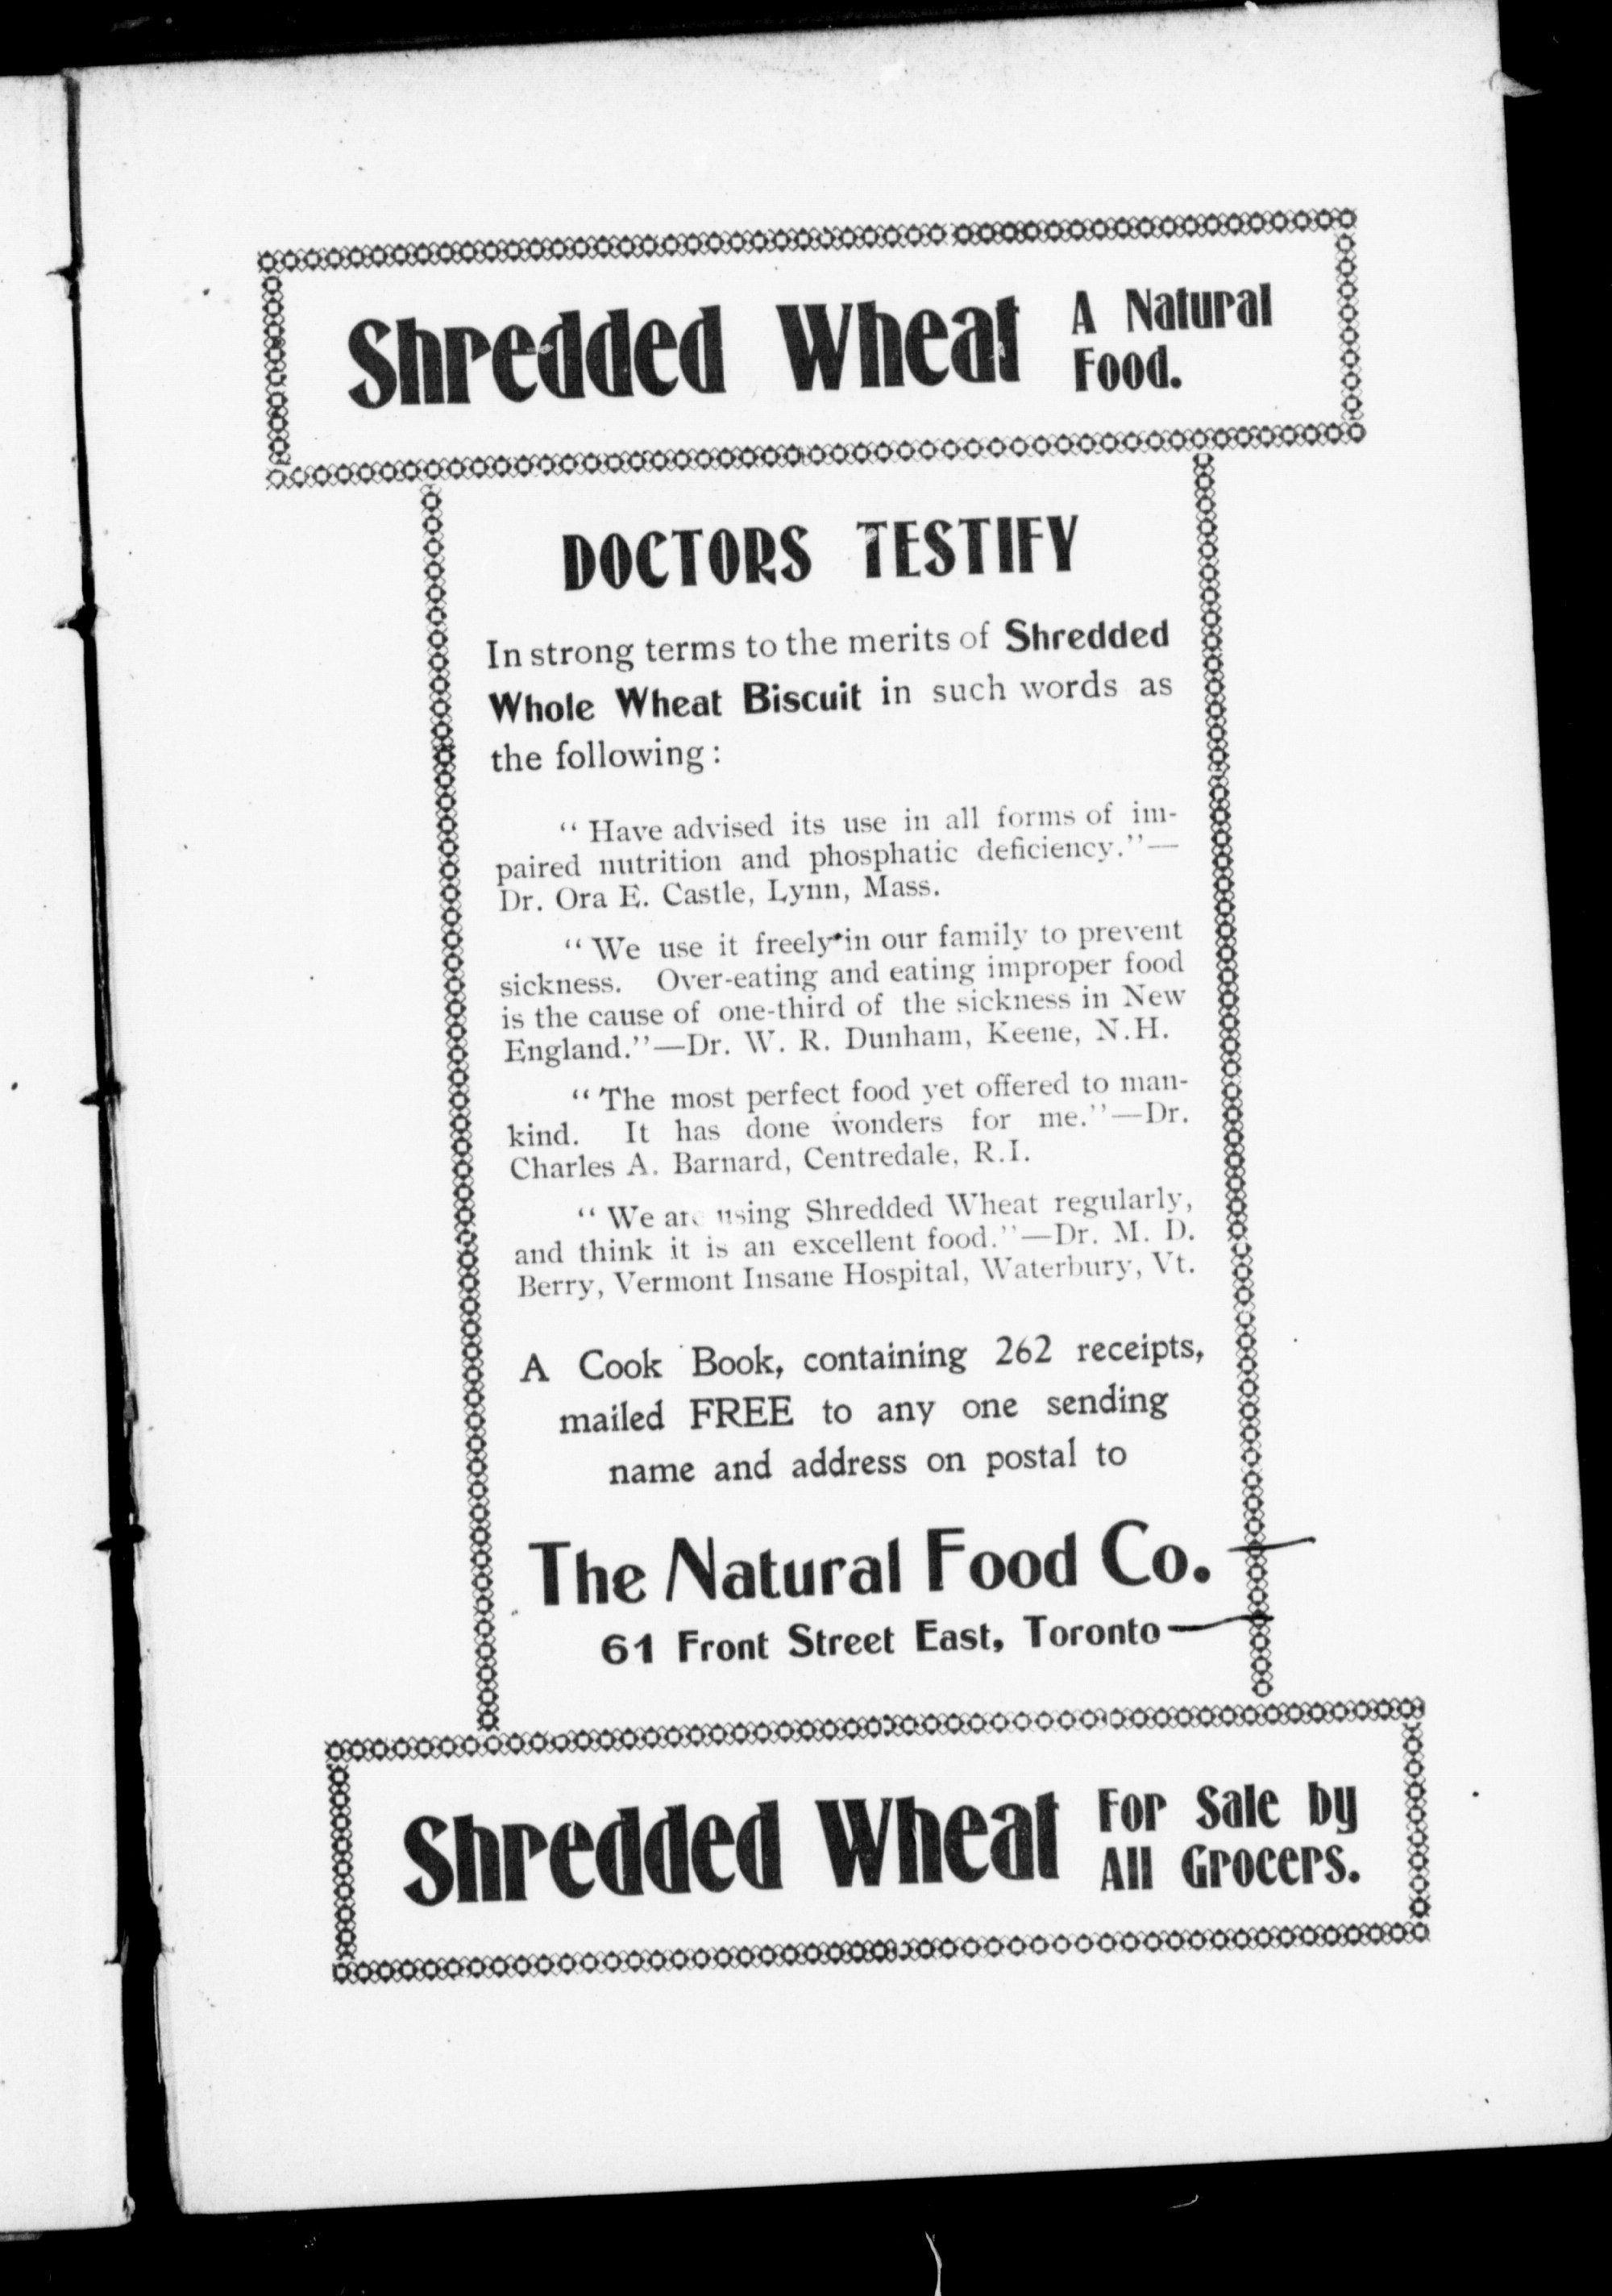 Shredded Wheat A Natural
Food.
DOCTORS TESTIFY
In strong terms to the merits of Shredded
Whole Wheat Biscuit in such words as
the following:
“Have advised its use in all forms of im-
paired nutrition and phosphatic deficiency.”—
Dr. Ora E. Castle, Lynn, Mass.
“We use it freely in our family to prevent
sickness. Over-eating and eating improper food
is the cause of one-third of the sickness in New
England.”—Dr. W. R. Dunham, Keene, N.H.
“The most perfect food yet offered to man-
kind. It has done wonders for me.”—Dr.
Charles A. Barnard, Centredale, R.I.
“We are using Shredded Wheat regularly,
and think it is an excellent food.”—Dr. M. D.
Berry, Vermont Insane Hospital, Waterbury, Vt.
A Cook Book, containing 262 receipts,
mailed FREE to any one sending
name and address on postal to
The Natural Food Co.
61 Front Street East, Toronto
Shredded Wheat For Sale by
All Grocers.